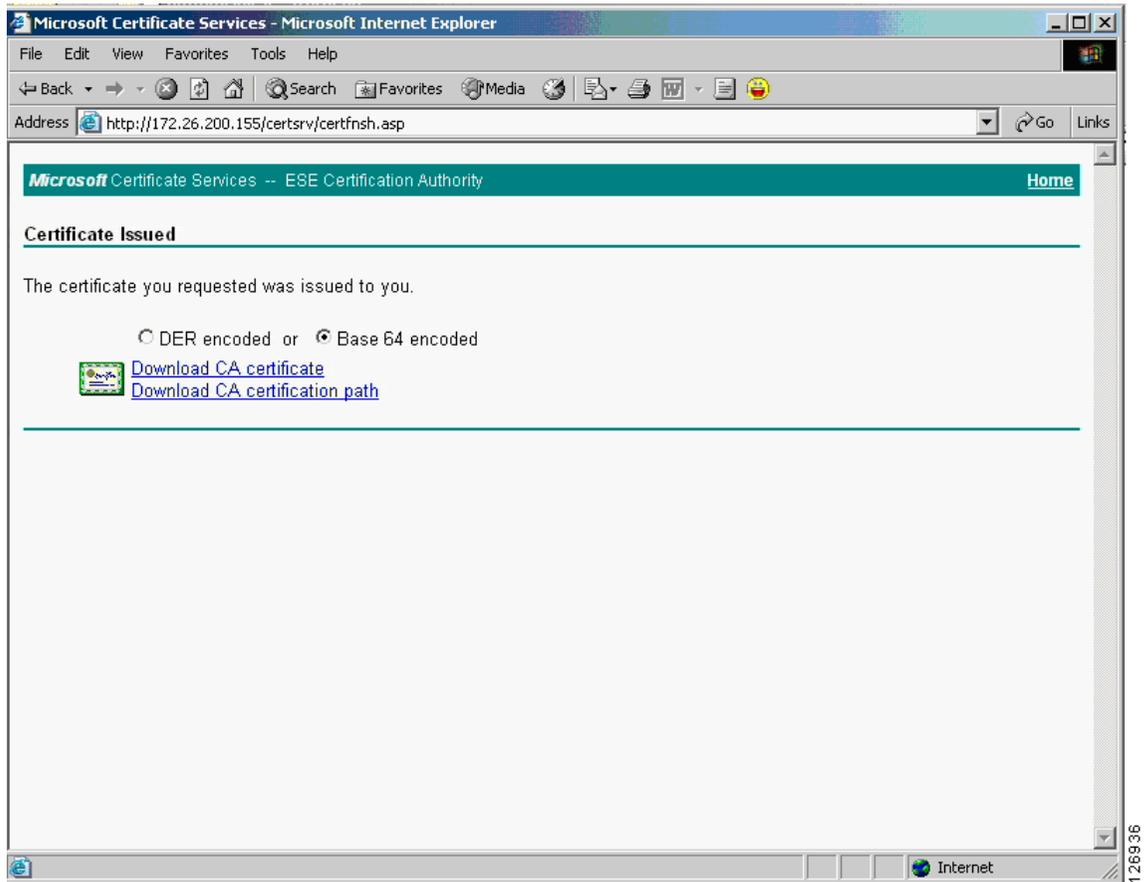 Microsoft Certificate Services - Microsoft Internet Explorer
File Edit View Favorites Tools Help
Back Search Favorites Media
Address http://172.26.200.155/certsrv/certfnsh.asp Go Links
Microsoft Certificate Services -- ESE Certification Authority Home
Certificate Issued
The certificate you requested was issued to you.
DER encoded or Base 64 encoded
Download CA certificate
Download CA certification path
Internet
126936